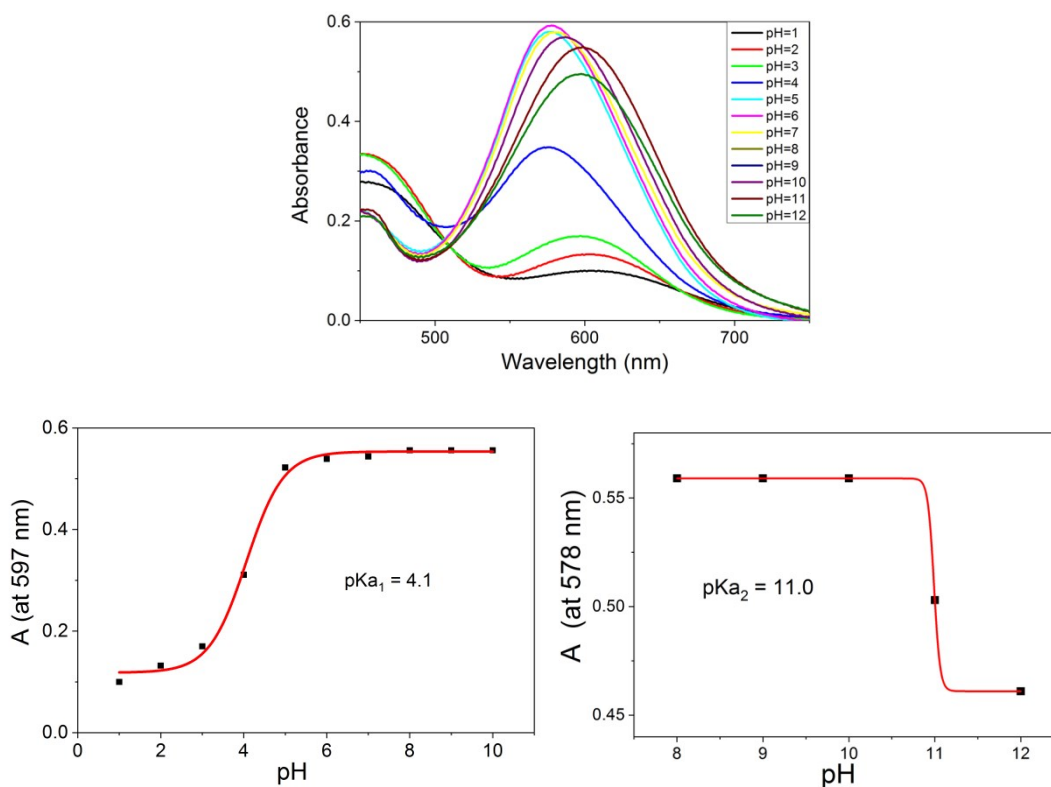 0.6
0.4
0.2
0.0
Absorbance
500
600
700
Wavelength (nm)
pH=1
pH=2
pH=3
pH=4
pH=5
pH=6
pH=7
pH=8
pH=9
pH=10
pH=11
pH=12
0.6
0.4
0.2
0.0
A (at 597 nm)
pKa₁ = 4.1
0
2
4
6
8
10
pH
0.55
0.50
0.45
A (at 578 nm)
pKa₂ = 11.0
8
9
10
11
12
pH